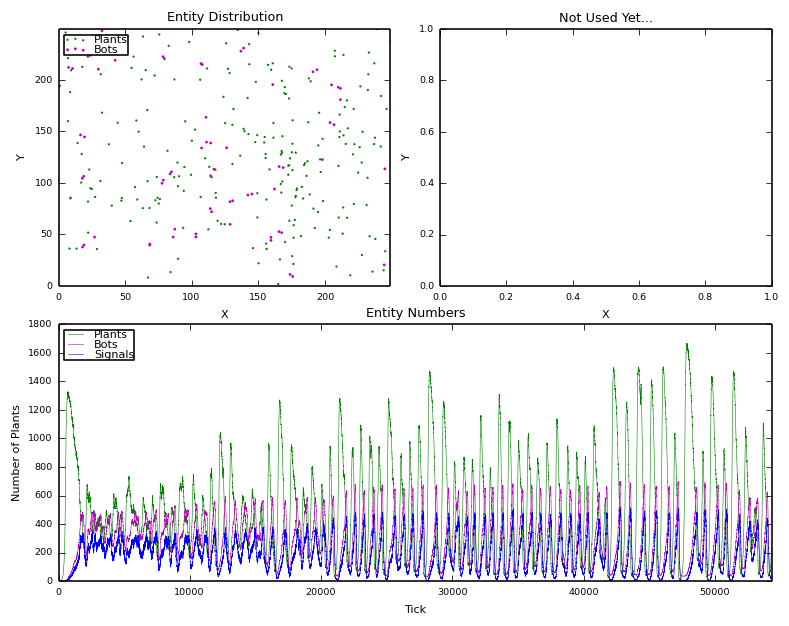 Entity Distribution
Plants
Bots
Y
200
150
100
50
0
0 50 100 150 200
X
Not Used Yet...
Y
1.0
0.8
0.6
0.4
0.2
0.0
0.0 0.2 0.4 0.6 0.8 1.0
X
Entity Numbers
Plants
Bots
Signals
Number of Plants
1800
1600
1400
1200
1000
800
600
400
200
0
0 10000 20000 30000 40000 50000
Tick